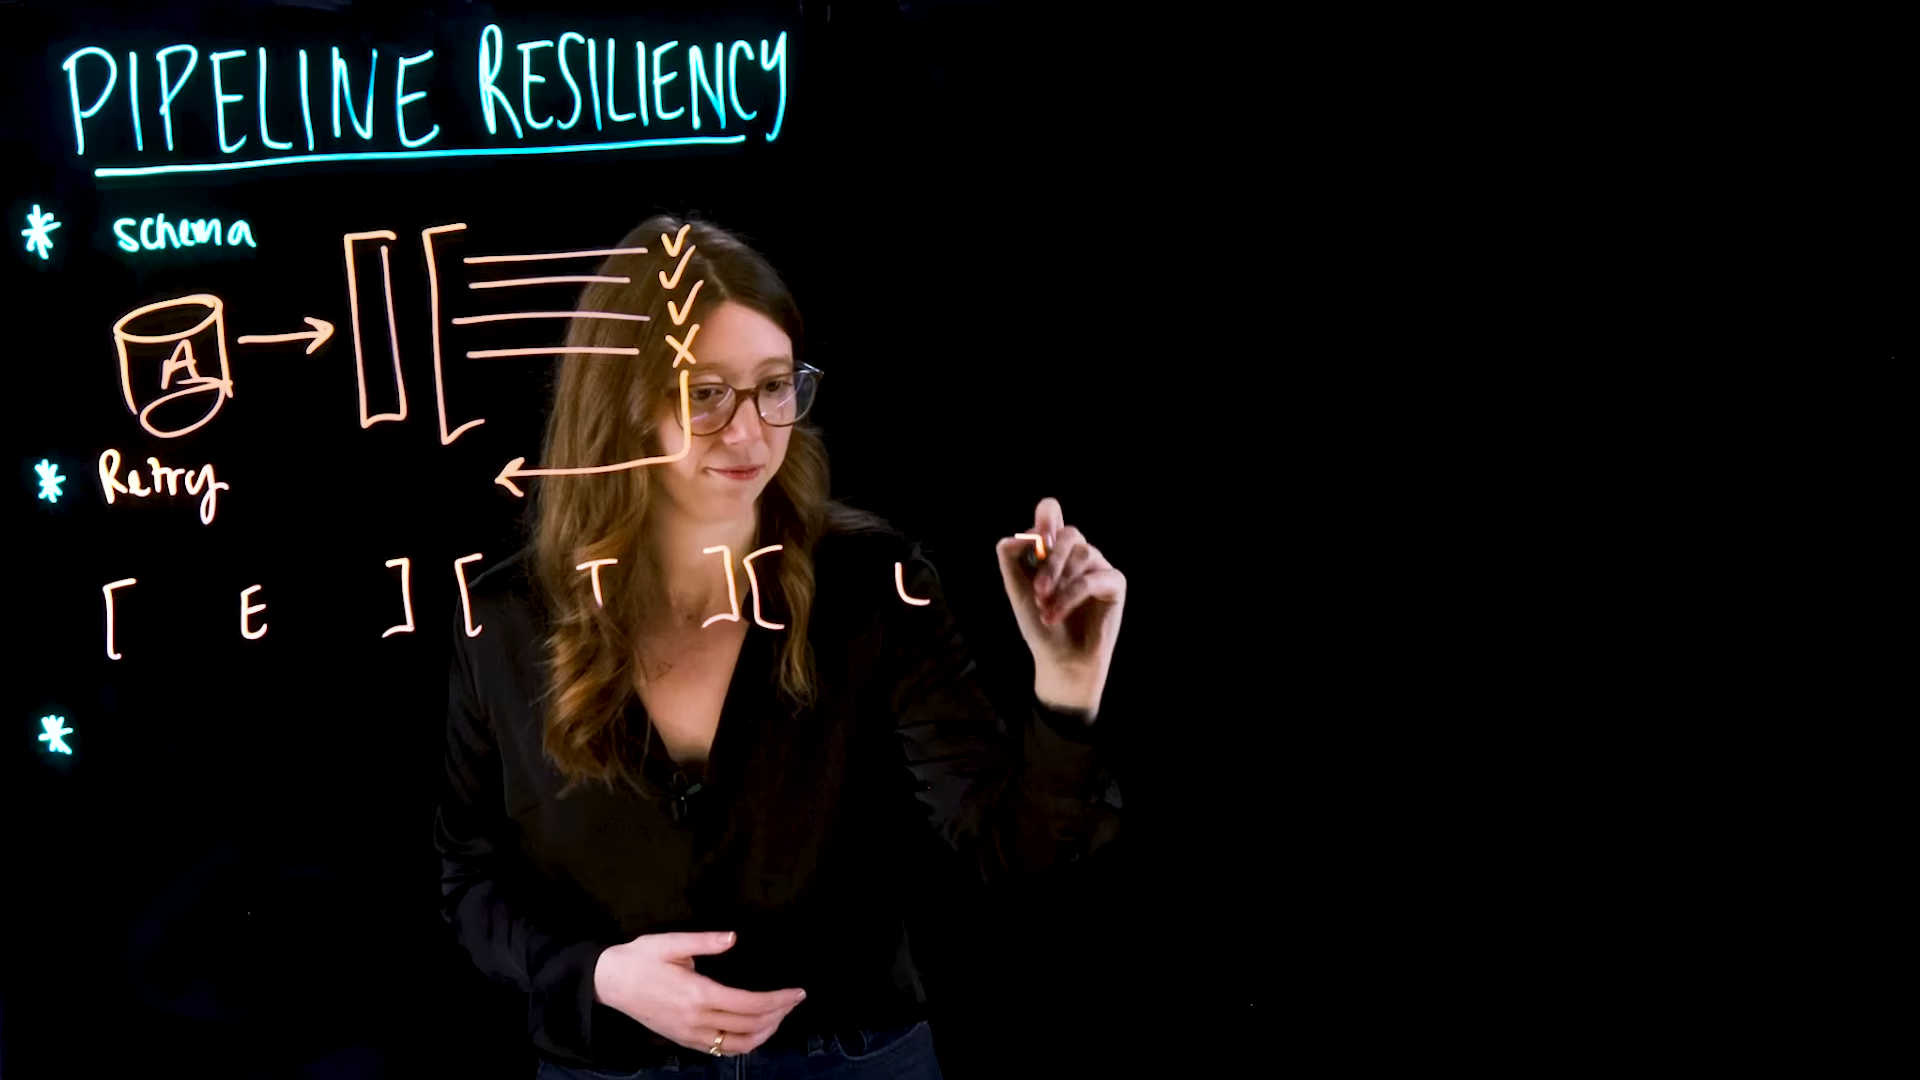 PIPELINE RESILIENCY
* schema
A
* Retry
[ E ] [ T ] [ L
*